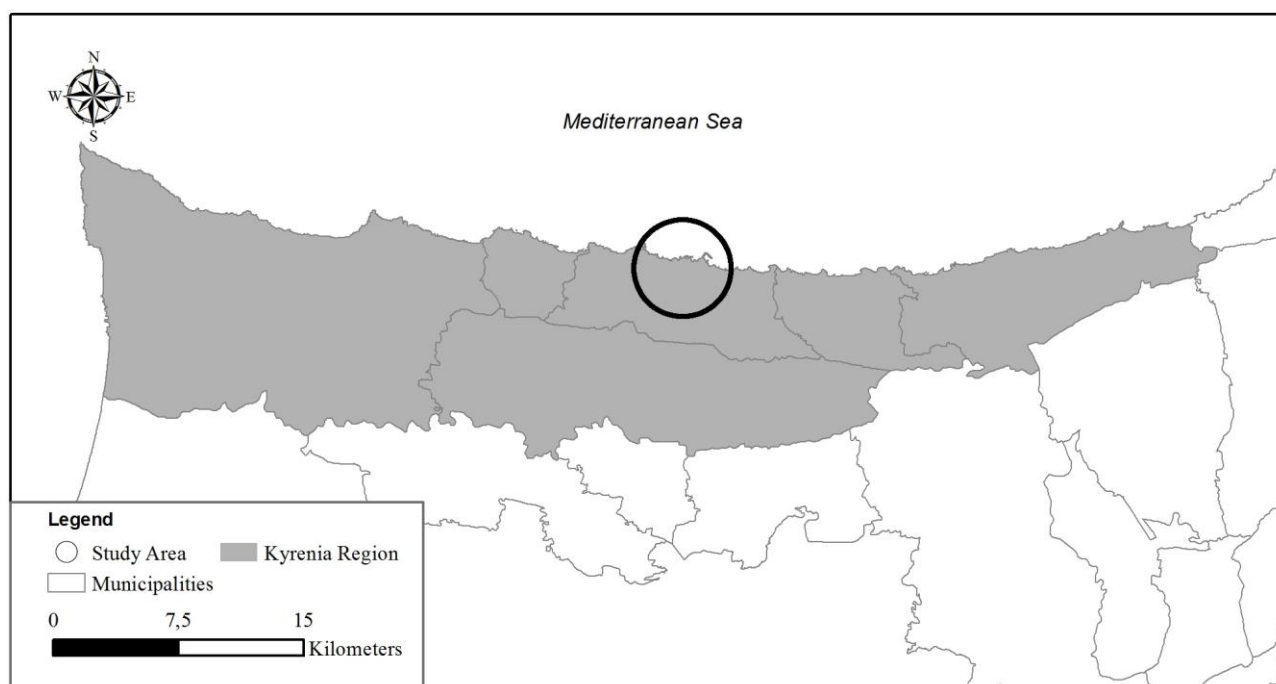 N
W E
S
Mediterranean Sea
Legend
Study Area Kyrenia Region
Municipalities
0 7,5 15
Kilometers